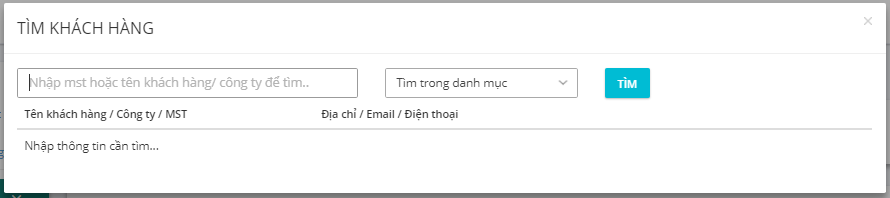 TÌM KHÁCH HÀNG
Nhập mst hoặc tên khách hàng/ công ty để tìm.. Tìm trong danh mục TÌM
Tên khách hàng / Công ty / MST Địa chỉ / Email / Điện thoại
Nhập thông tin cần tìm...